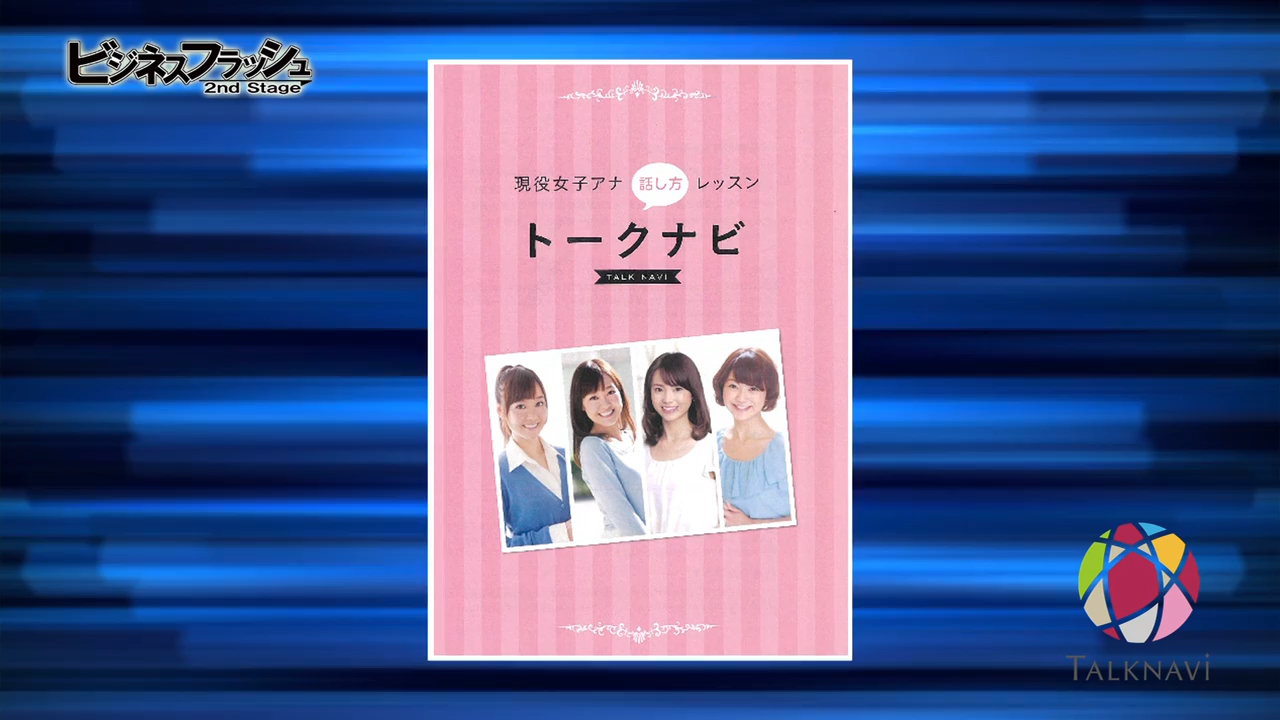 ビジネスフラッシュ
2nd Stage
現役女子アナ 話し方 レッスン
トークナビ
TALK NAVI
TALKNAVI